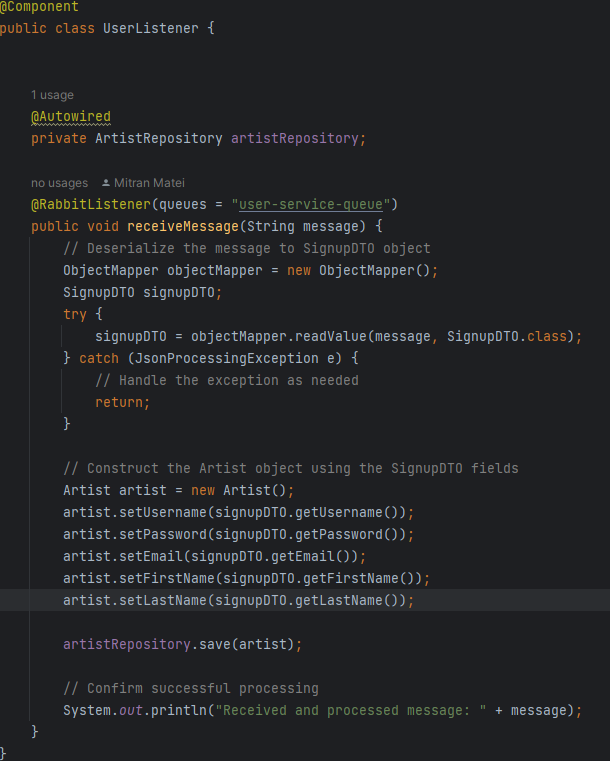 @Component
public class UserListener {
1 usage
@Autowired
private ArtistRepository artistRepository;
no usages Mitran Matei
@RabbitListener(queues = "user-service-queue")
public void receiveMessage(String message) {
// Deserialize the message to SignupDTO object
ObjectMapper objectMapper = new ObjectMapper();
SignupDTO signupDTO;
try {
signupDTO = objectMapper.readValue(message, SignupDTO.class);
} catch (JsonProcessingException e) {
// Handle the exception as needed
return;
}
// Construct the Artist object using the SignupDTO fields
Artist artist = new Artist();
artist.setUsername(signupDTO.getUsername());
artist.setPassword(signupDTO.getPassword());
artist.setEmail(signupDTO.getEmail());
artist.setFirstName(signupDTO.getFirstName());
artist.setLastName(signupDTO.getLastName());
artistRepository.save(artist);
// Confirm successful processing
System.out.println("Received and processed message: " + message);
}
}